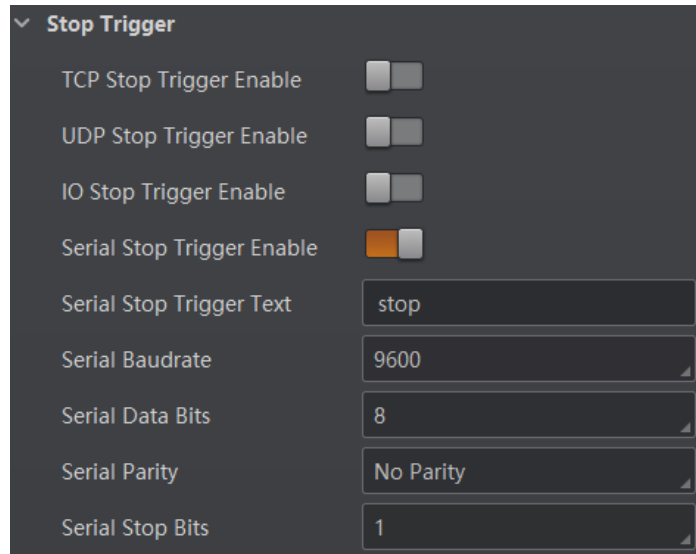 Stop Trigger
TCP Stop Trigger Enable
UDP Stop Trigger Enable
IO Stop Trigger Enable
Serial Stop Trigger Enable
Serial Stop Trigger Text stop
Serial Baudrate 9600
Serial Data Bits 8
Serial Parity No Parity
Serial Stop Bits 1